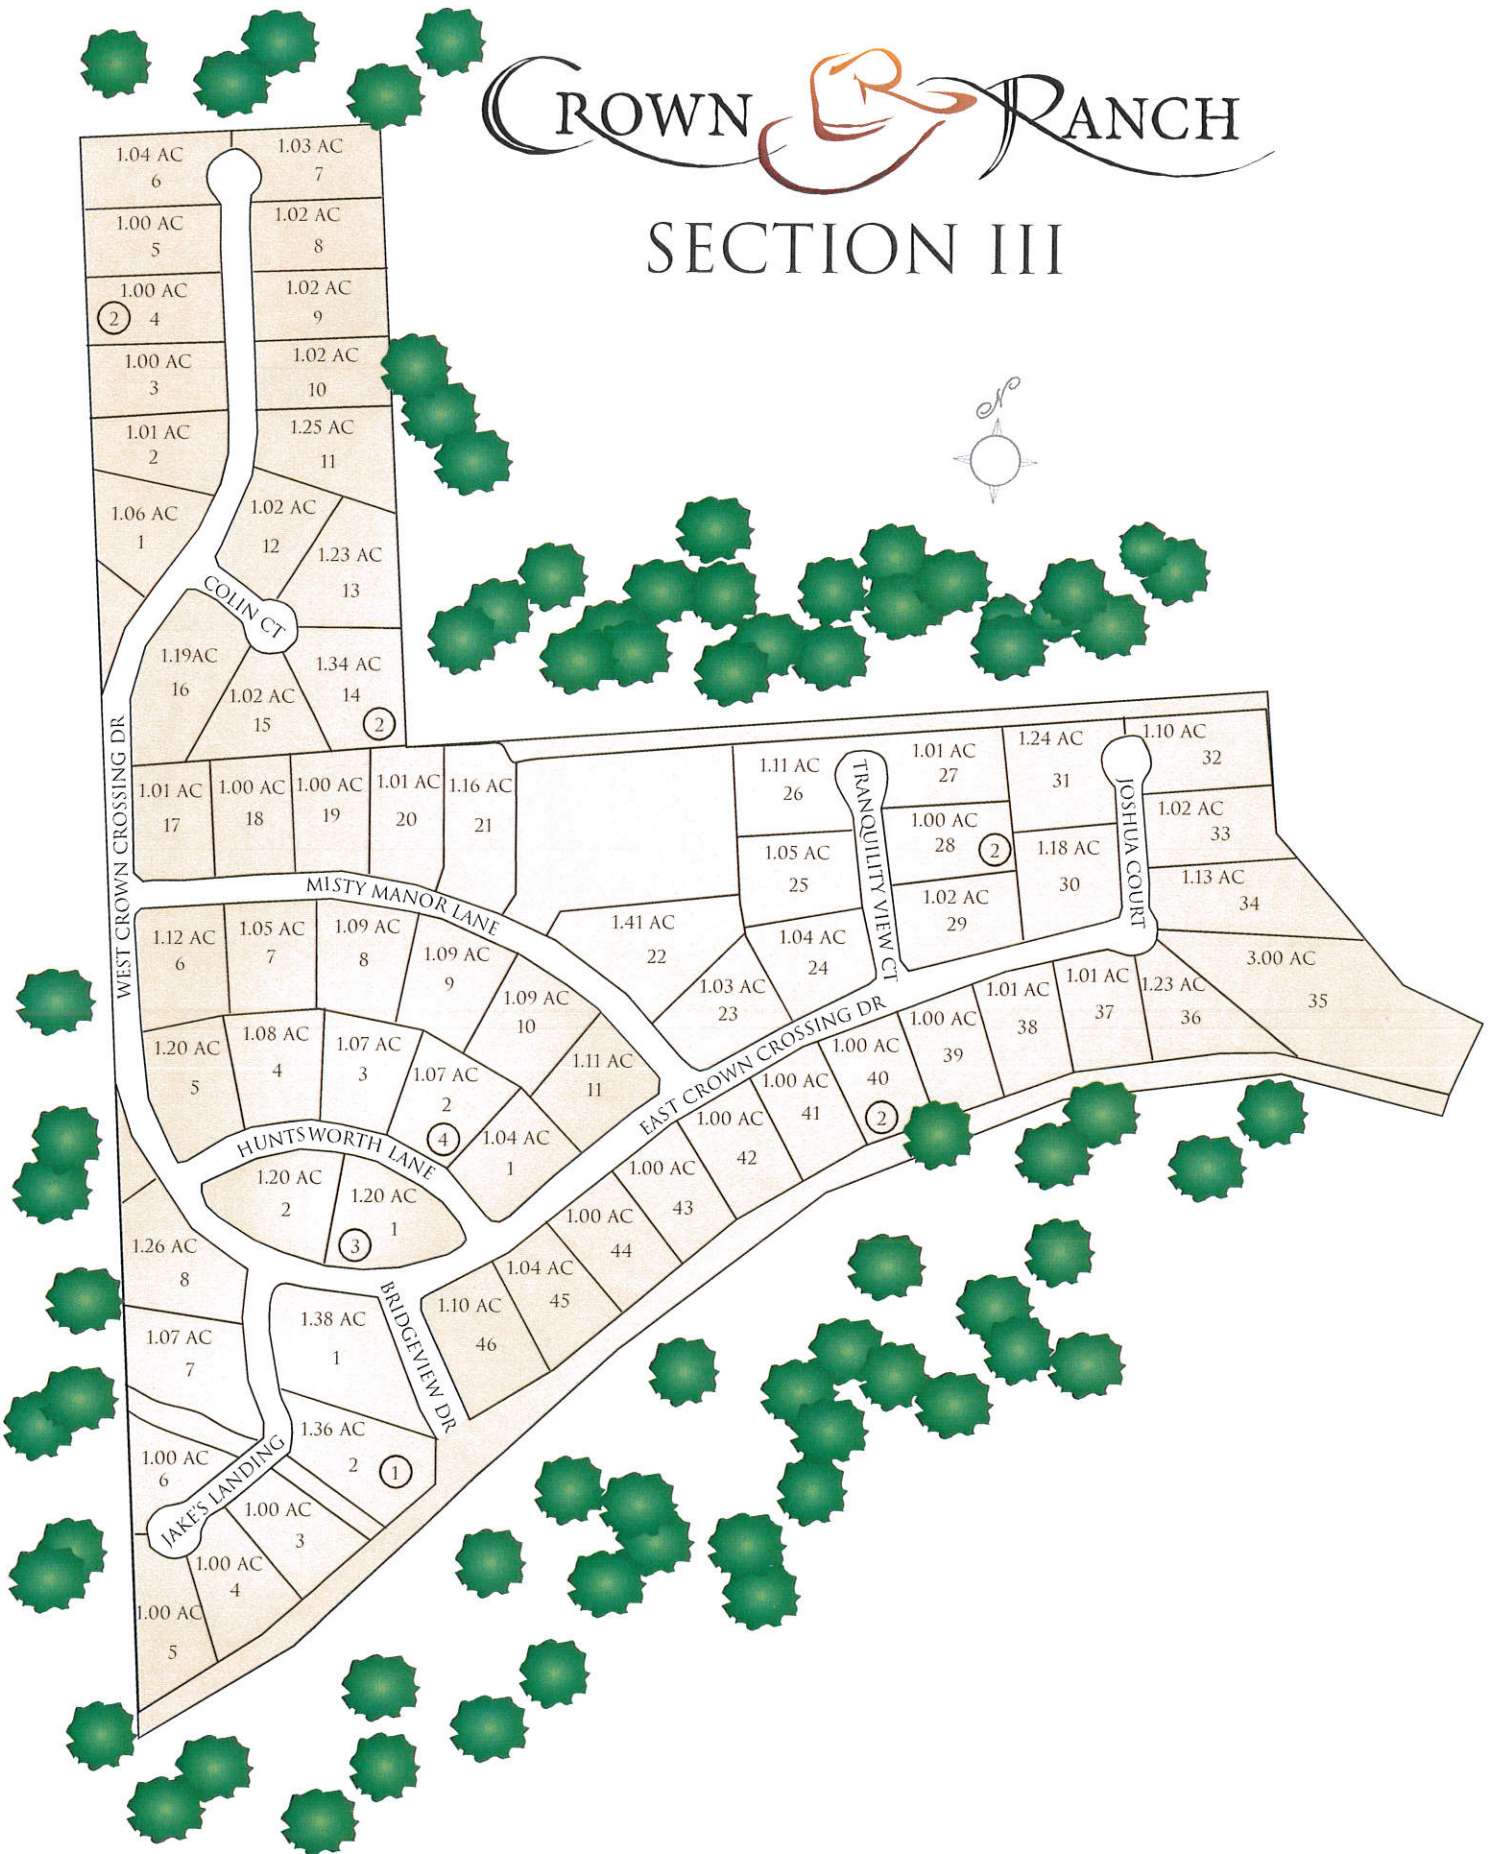 CROWN RANCH
SECTION III
N
1.04 AC
6
1.03 AC
7
1.00 AC
5
1.02 AC
8
1.00 AC
2
4
1.02 AC
9
1.00 AC
3
1.02 AC
10
1.01 AC
2
1.25 AC
11
1.06 AC
1
1.02 AC
12
1.23 AC
13
COLIN CT
1.19AC
16
1.02 AC
15
1.34 AC
14
2
WEST CROWN CROSSING DR
1.01 AC
17
1.00 AC
18
1.00 AC
19
1.01 AC
20
1.16 AC
21
1.11 AC
26
TRANQUILITY VIEW CT
1.01 AC
27
1.24 AC
31
1.10 AC
32
JOSHUA COURT
1.02 AC
33
1.00 AC
28
2
1.18 AC
30
1.05 AC
25
1.02 AC
29
1.13 AC
34
MISTY MANOR LANE
1.41 AC
22
1.04 AC
24
1.03 AC
23
3.00 AC
35
1.12 AC
6
1.05 AC
7
1.09 AC
8
1.09 AC
9
1.09 AC
10
1.11 AC
11
EAST CROWN CROSSING DR
1.23 AC
36
1.01 AC
37
1.01 AC
38
1.00 AC
39
1.00 AC
40
2
1.00 AC
41
1.00 AC
42
1.00 AC
43
1.00 AC
44
1.04 AC
45
1.10 AC
46
1.20 AC
5
1.08 AC
4
1.07 AC
3
1.07 AC
2
4
1.04 AC
1
HUNTSWORTH LANE
1.20 AC
2
1.20 AC
1
3
BRIDGEVIEW DR
1.26 AC
8
1.07 AC
7
1.38 AC
1
1.36 AC
2
1
1.00 AC
6
JAKE'S LANDING
1.00 AC
3
1.00 AC
4
1.00 AC
5